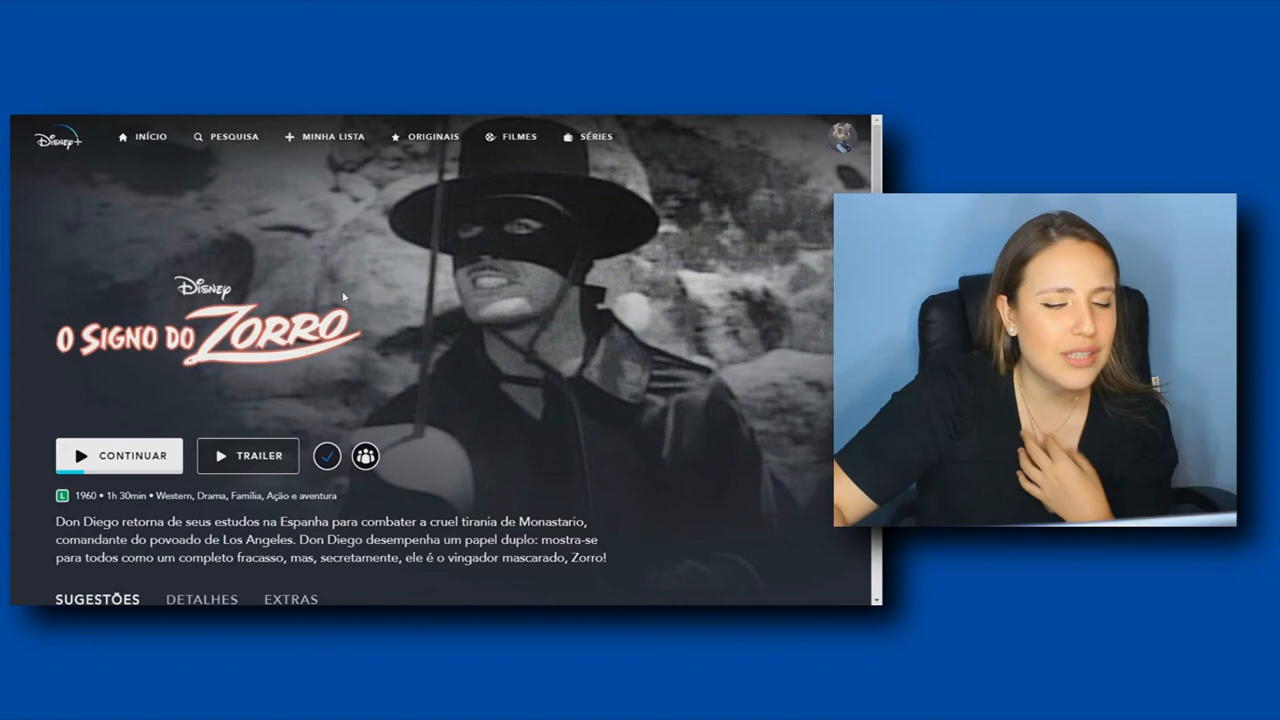 Disney+
INÍCIO
PESQUISA
MINHA LISTA
ORIGINAIS
FILMES
SÉRIES
Disney
O SIGNO DO ZORRO
CONTINUAR
TRAILER
L 1960 • 1h 30min • Western, Drama, Família, Ação e aventura
Don Diego retorna de seus estudos na Espanha para combater a cruel tirania de Monastario,
comandante do povoado de Los Angeles. Don Diego desempenha um papel duplo: mostra-se
para todos como um completo fracasso, mas, secretamente, ele é o vingador mascarado, Zorro!
SUGESTÕES
DETALHES
EXTRAS